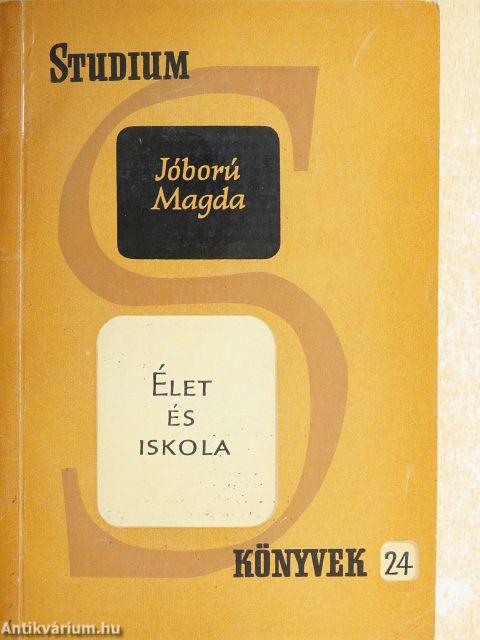 STUDIUM
Jóború
Magda
ÉLET
ÉS
ISKOLA
KÖNYVEK 24
Antikvárium.hu